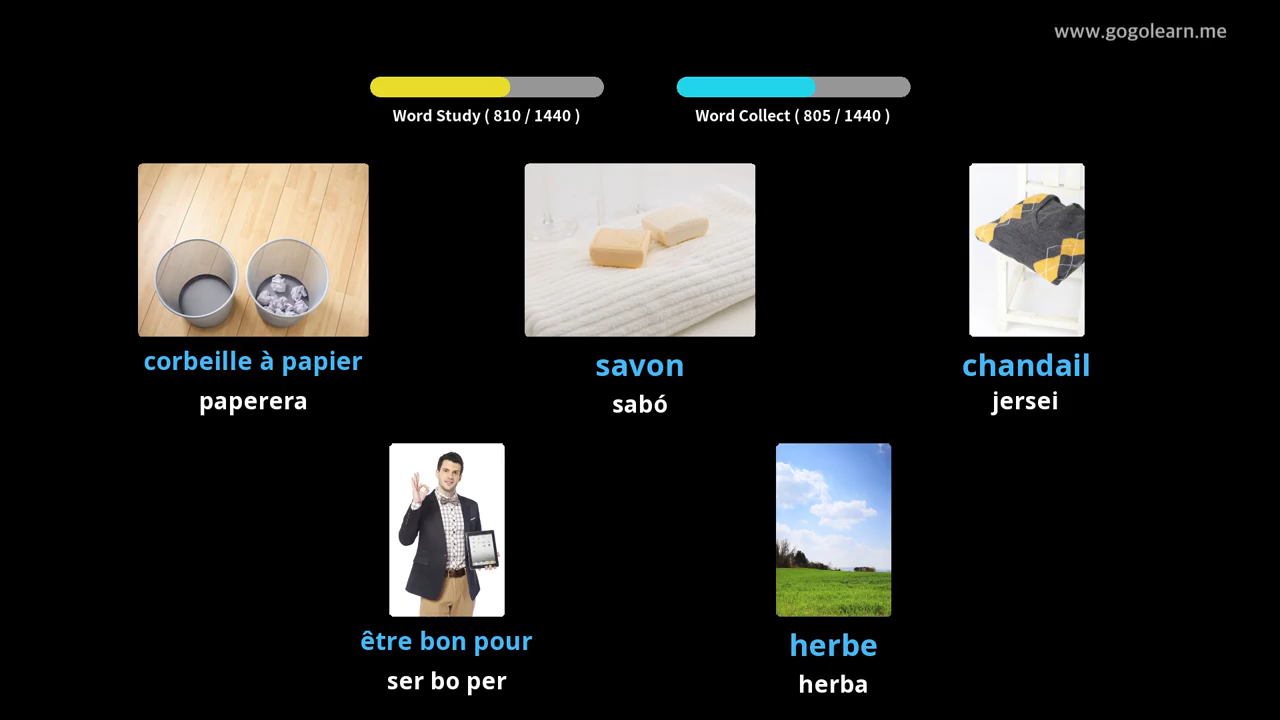 www.gogolearn.me
Word Study ( 810 / 1440 )
Word Collect ( 805 / 1440 )
corbeille à papier
paperera
savon
sabó
chandail
jersei
être bon pour
ser bo per
herbe
herba